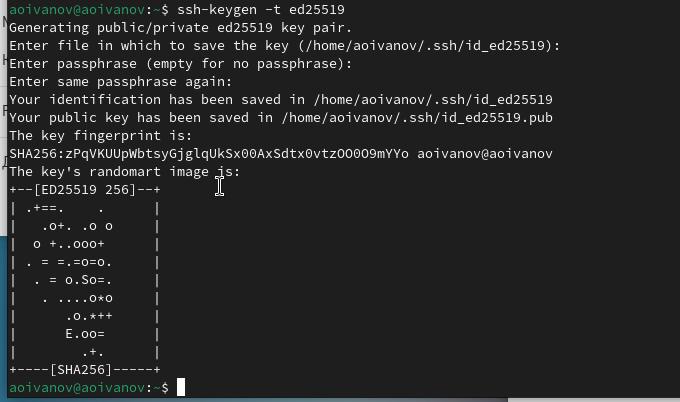 aoivanov@aoivanov:~$ ssh-keygen -t ed25519
Generating public/private ed25519 key pair.
Enter file in which to save the key (/home/aoivanov/.ssh/id_ed25519):
Enter passphrase (empty for no passphrase):
Enter same passphrase again:
Your identification has been saved in /home/aoivanov/.ssh/id_ed25519
Your public key has been saved in /home/aoivanov/.ssh/id_ed25519.pub
The key fingerprint is:
SHA256:zPqVKUUpWbtsyGjglqUkSx00AxSdtx0vtzOO0O9mYYo aoivanov@aoivanov
The key's randomart image is:
+--[ED25519 256]--+
| .+==.    .      |
|   .o+. .o o     |
|  o +..ooo+      |
| . = =.=o=o.     |
|  . = o.So=.     |
|   . ....o*o     |
|      .o.*++     |
|      E.oo=      |
|        .+.      |
+----[SHA256]-----+
aoivanov@aoivanov:~$